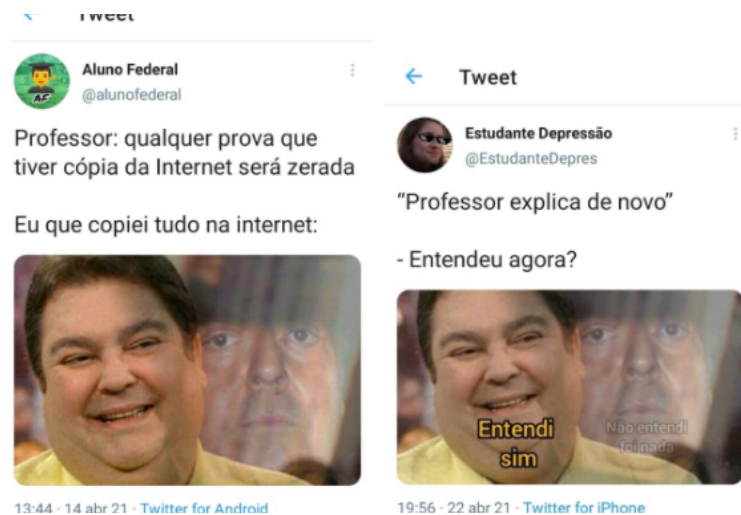 Tweet
Aluno Federal
@alunofederal
Professor: qualquer prova que
tiver cópia da Internet será zerada
Eu que copiei tudo na internet:
13:44 · 14 abr 21 · Twitter for Android
Tweet
Estudante Depressão
@EstudanteDepres
“Professor explica de novo”
- Entendeu agora?
Entendi
sim
Não entendi
foi nada
19:56 · 22 abr 21 · Twitter for iPhone